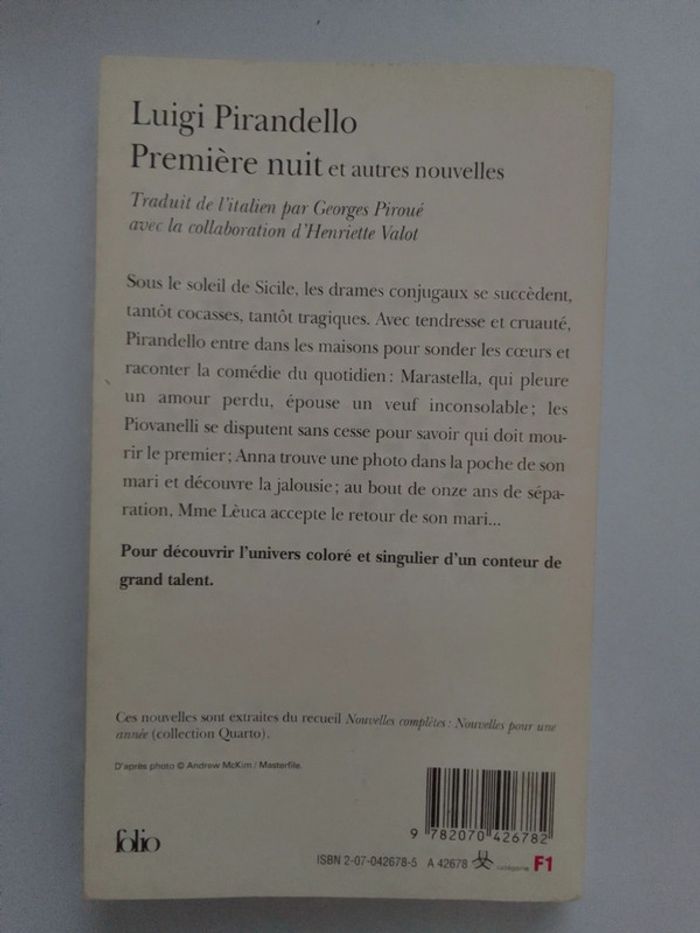 Luigi Pirandello
Première nuit et autres nouvelles
Traduit de l'italien par Georges Piroué
avec la collaboration d'Henriette Valot
Sous le soleil de Sicile, les drames conjugaux se succèdent,
tantôt cocasses, tantôt tragiques. Avec tendresse et cruauté,
Pirandello entre dans les maisons pour sonder les cœurs et
raconter la comédie du quotidien : Marastella, qui pleure
un amour perdu, épouse un veuf inconsolable ; les
Piovanelli se disputent sans cesse pour savoir qui doit mou-
rir le premier ; Anna trouve une photo dans la poche de son
mari et découvre la jalousie ; au bout de onze ans de sépa-
ration, Mme Lèuca accepte le retour de son mari...
Pour découvrir l'univers coloré et singulier d'un conteur de
grand talent.
Ces nouvelles sont extraites du recueil Nouvelles complètes : Nouvelles pour une
année (collection Quarto).
D'après photo © Andrew McKim / Masterfile.
9 782070 426782
folio
ISBN 2-07-042678-5 A 42678 catégorie F1